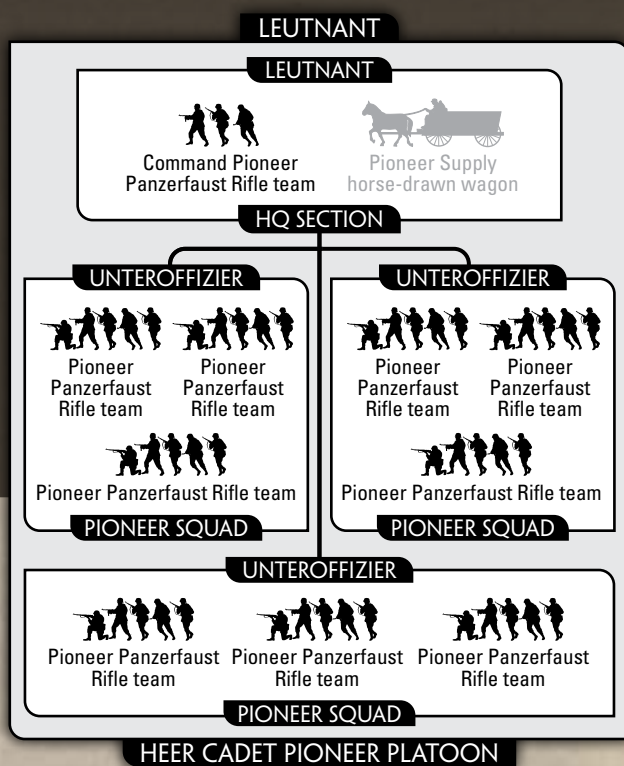 LEUTNANT
LEUTNANT
Command Pioneer
Panzerfaust Rifle team
Pioneer Supply
horse-drawn wagon
HQ SECTION
UNTEROFFIZIER
Pioneer
Panzerfaust
Rifle team
Pioneer
Panzerfaust
Rifle team
Pioneer Panzerfaust Rifle team
PIONEER SQUAD
UNTEROFFIZIER
Pioneer
Panzerfaust
Rifle team
Pioneer
Panzerfaust
Rifle team
Pioneer Panzerfaust Rifle team
PIONEER SQUAD
UNTEROFFIZIER
Pioneer Panzerfaust
Rifle team
Pioneer Panzerfaust
Rifle team
Pioneer Panzerfaust
Rifle team
PIONEER SQUAD
HEER CADET PIONEER PLATOON